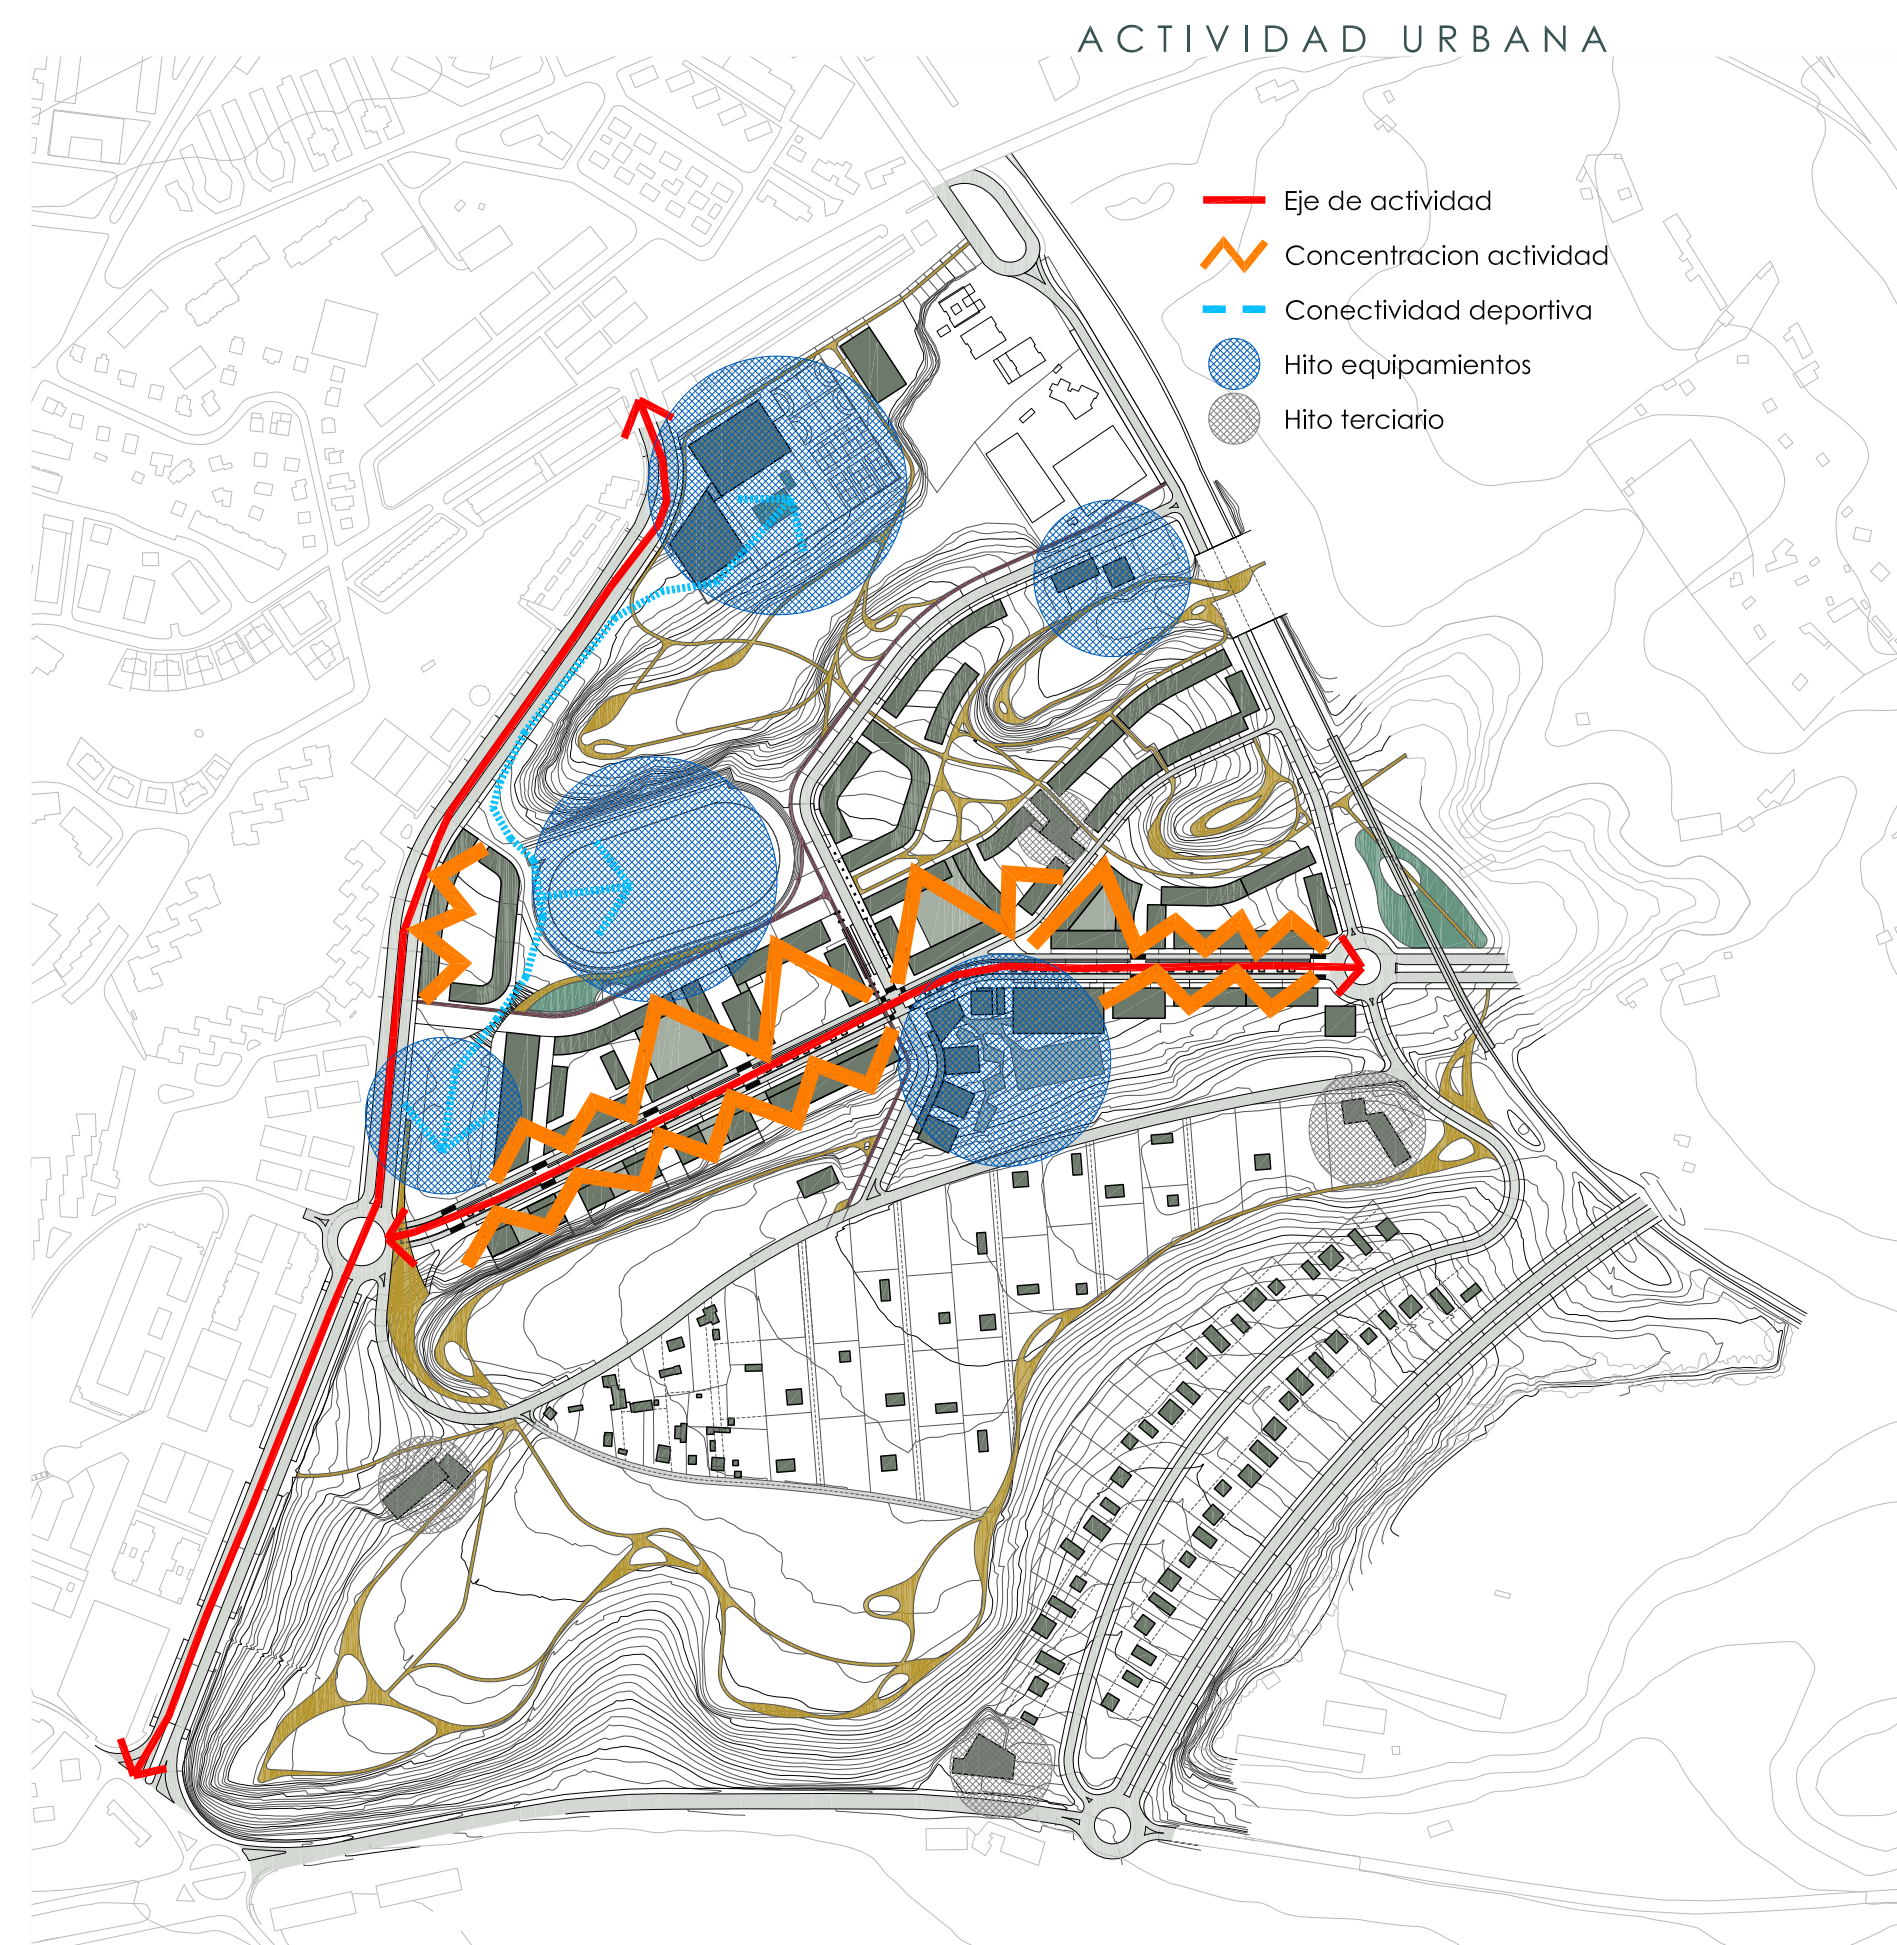 ACTIVIDAD URBANA
Eje de actividad
Concentracion actividad
Conectividad deportiva
Hito equipamientos
Hito terciario